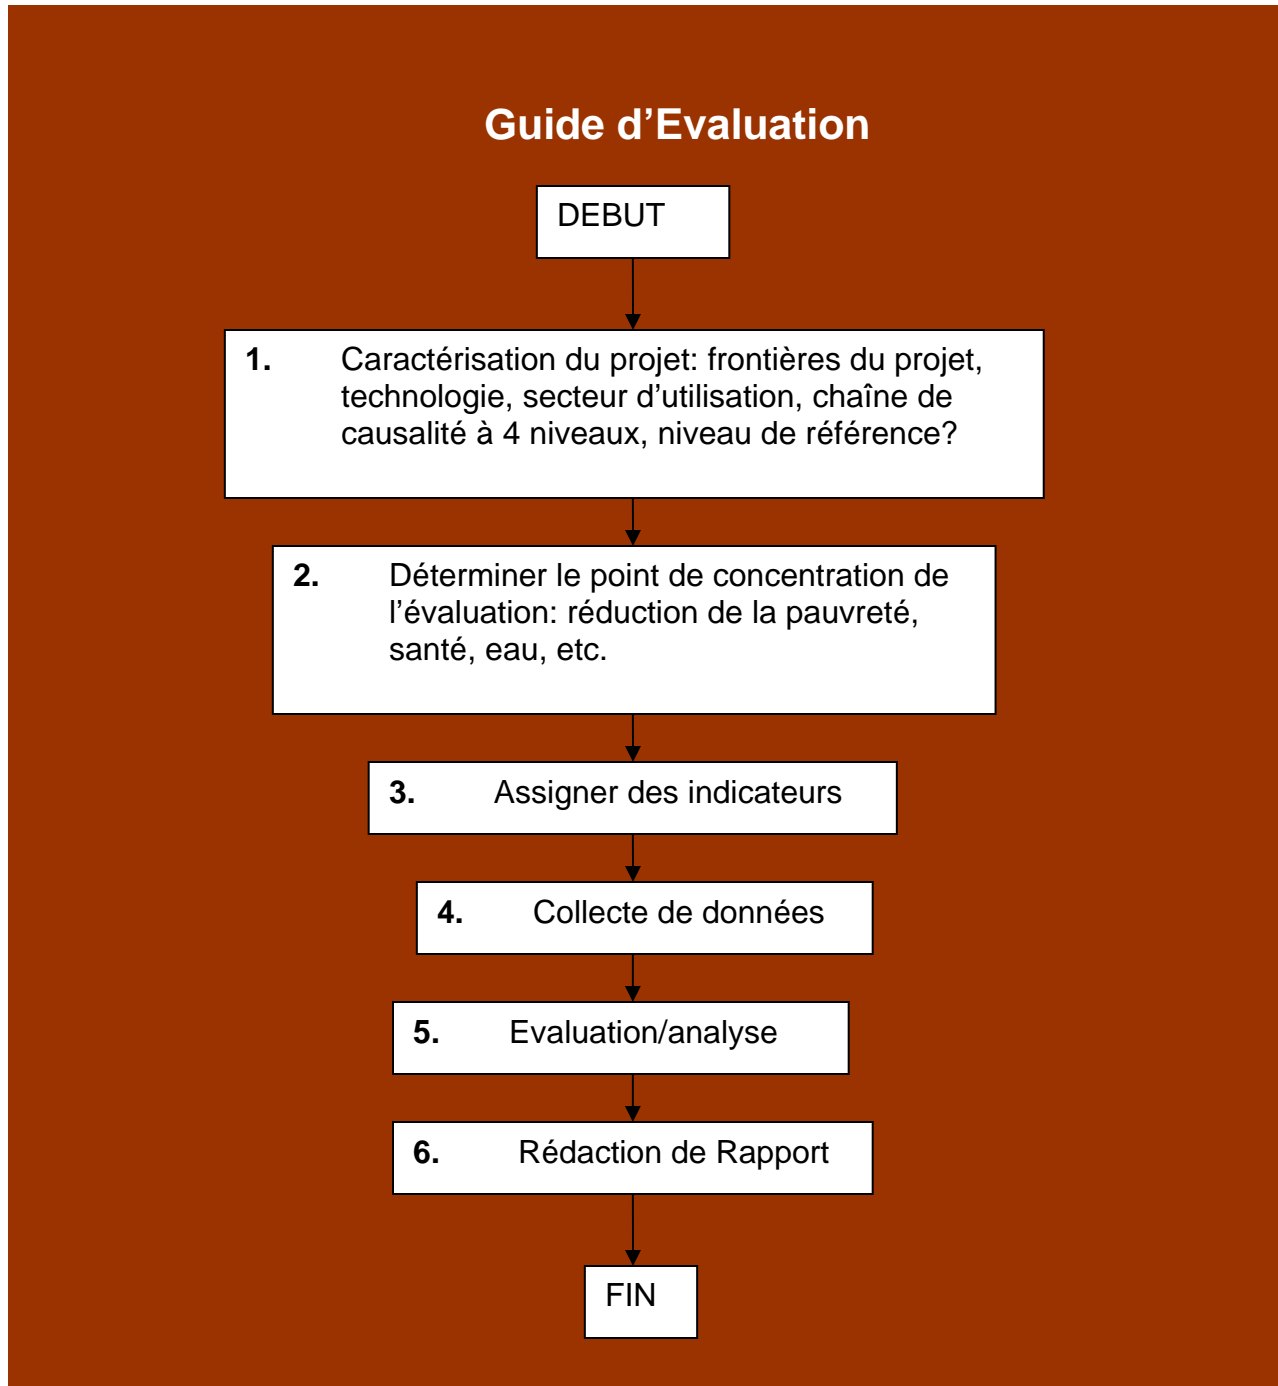 Guide d’Evaluation
DEBUT
1. Caractérisation du projet: frontières du projet,
technologie, secteur d’utilisation, chaîne de
causalité à 4 niveaux, niveau de référence?
2. Déterminer le point de concentration de
l’évaluation: réduction de la pauvreté,
santé, eau, etc.
3. Assigner des indicateurs
4. Collecte de données
5. Evaluation/analyse
6. Rédaction de Rapport
FIN